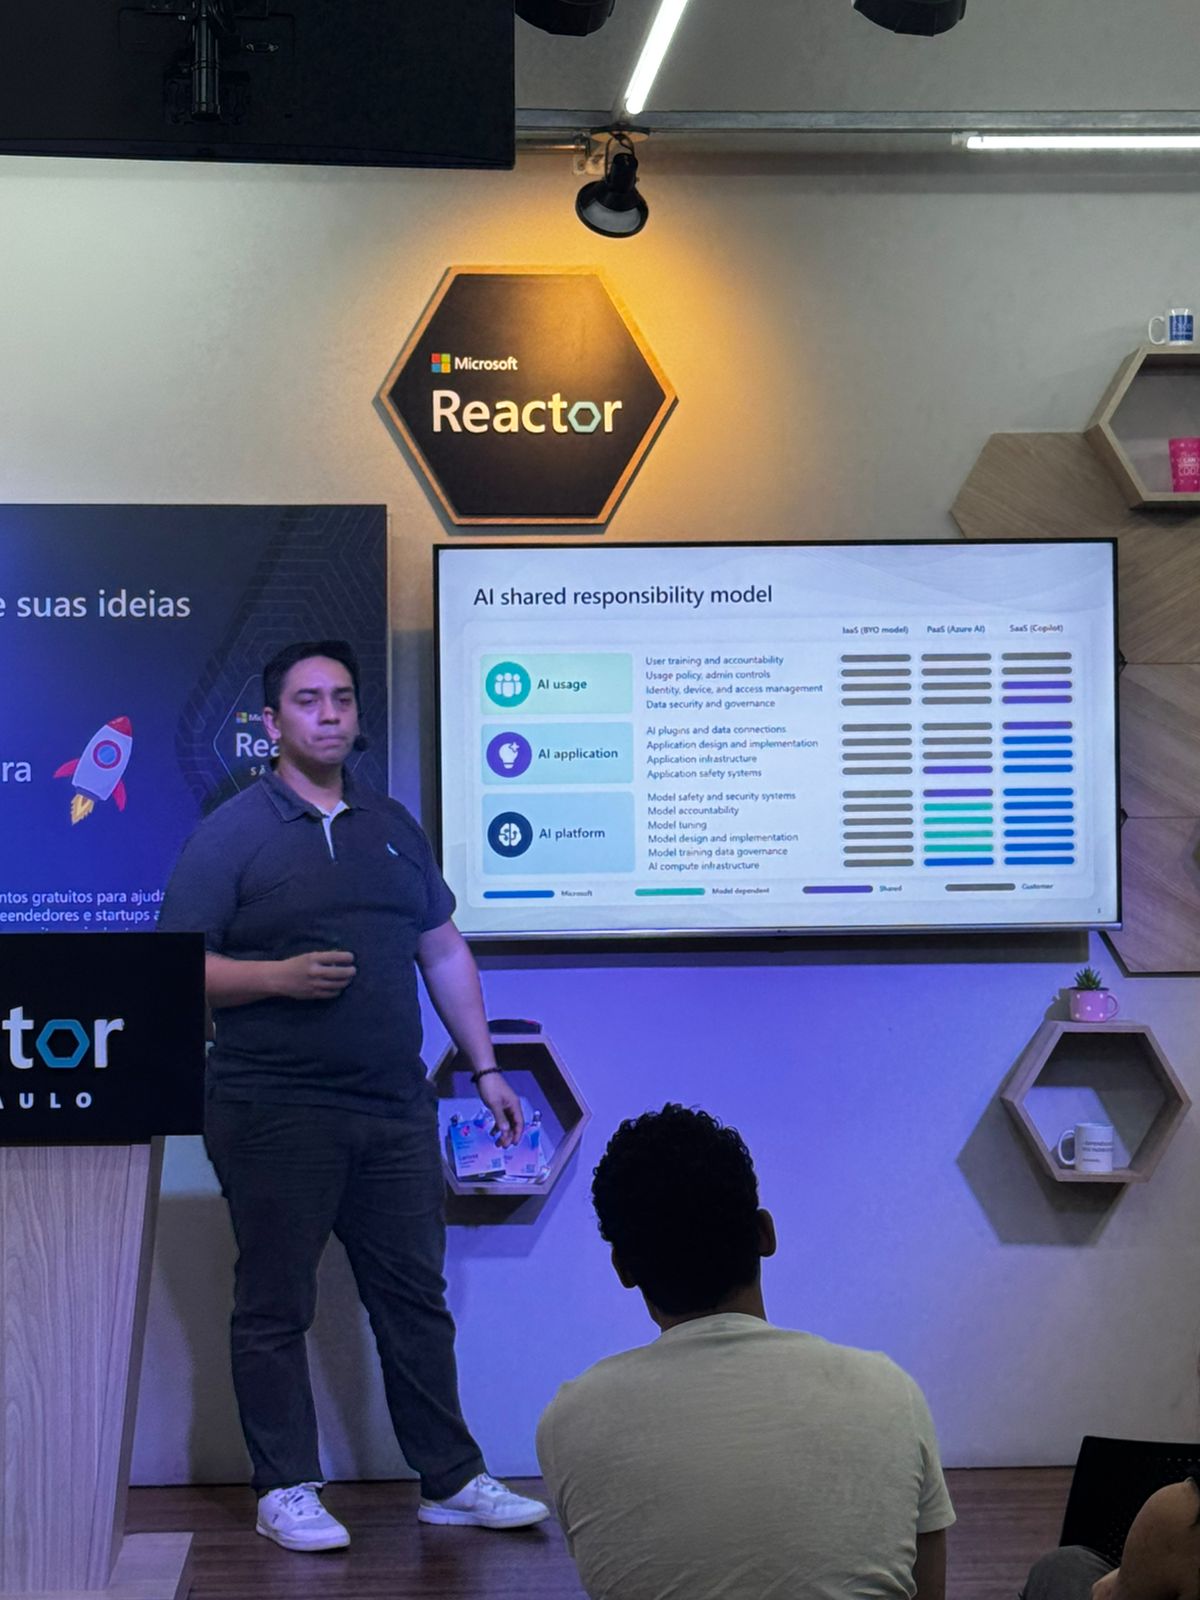 Microsoft
Reactor
e suas ideias
ra
Rea
ntos gratuitos para ajuda
eendedores e startups a
tor
AULO
AI shared responsibility model
IaaS (BYO model) PaaS (Azure AI) SaaS (Copilot)
AI usage
User training and accountability
Usage policy, admin controls
Identity, device, and access management
Data security and governance
AI application
AI plugins and data connections
Application design and implementation
Application infrastructure
Application safety systems
AI platform
Model safety and security systems
Model accountability
Model tuning
Model design and implementation
Model training data governance
AI compute infrastructure
Microsoft Model dependent Shared Customer